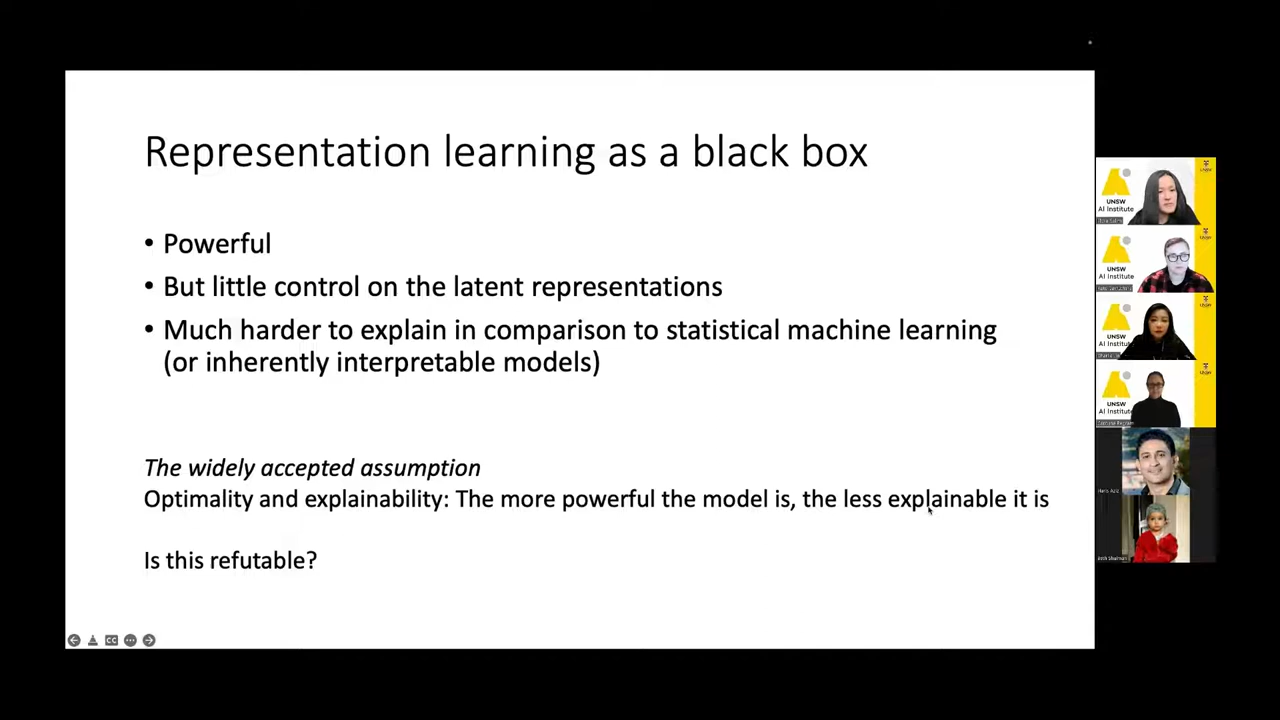 Representation learning as a black box
• Powerful
• But little control on the latent representations
• Much harder to explain in comparison to statistical machine learning
(or inherently interpretable models)
The widely accepted assumption
Optimality and explainability: The more powerful the model is, the less explainable it is
Is this refutable?
UNSW
AI Institute
UNSW
AI Institute
UNSW
AI Institute
UNSW
AI Institute
Haris Aziz